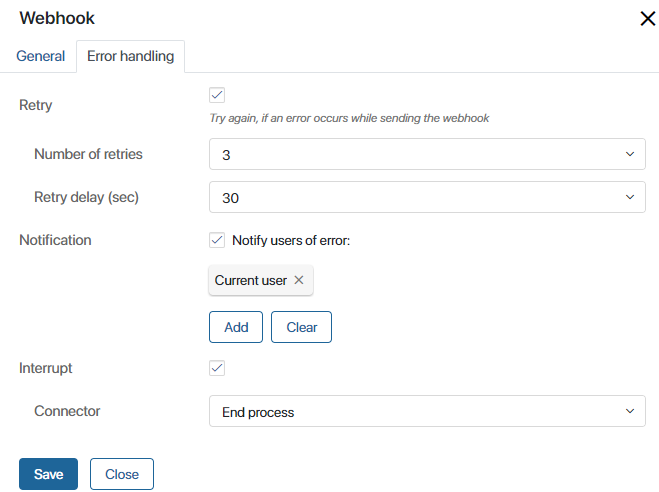 Webhook
General Error handling
Retry
Try again, if an error occurs while sending the webhook
Number of retries 3
Retry delay (sec) 30
Notification Notify users of error:
Current user
Add Clear
Interrupt
Connector End process
Save Close